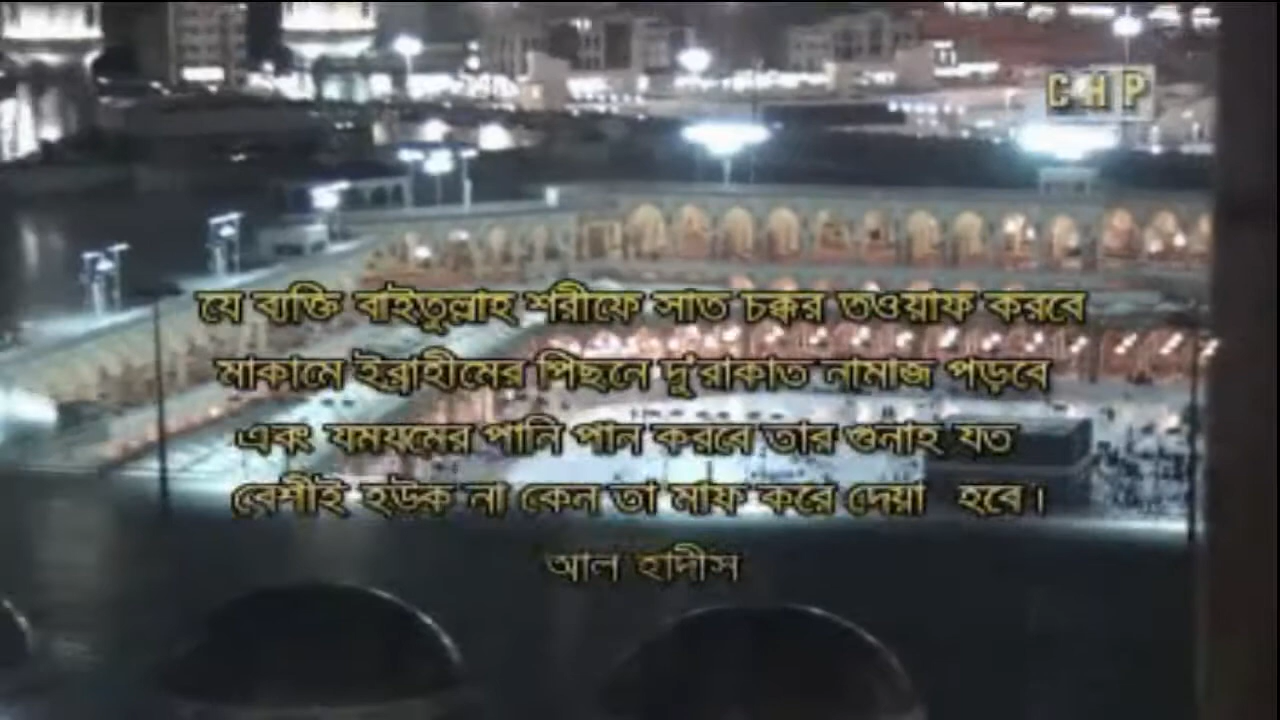 CHP
যে ব্যক্তি বাইতুল্লাহ শরীফে সাত চক্কর তওয়াফ করবে
মাকামে ইব্রাহীমের পিছনে দু'রাকাত নামাজ পড়বে
এবং যমযমের পানি পান করবে তার গুনাহ যত
বেশীই হউক না কেন তা মাফ করে দেয়া হবে।
আল হাদীস